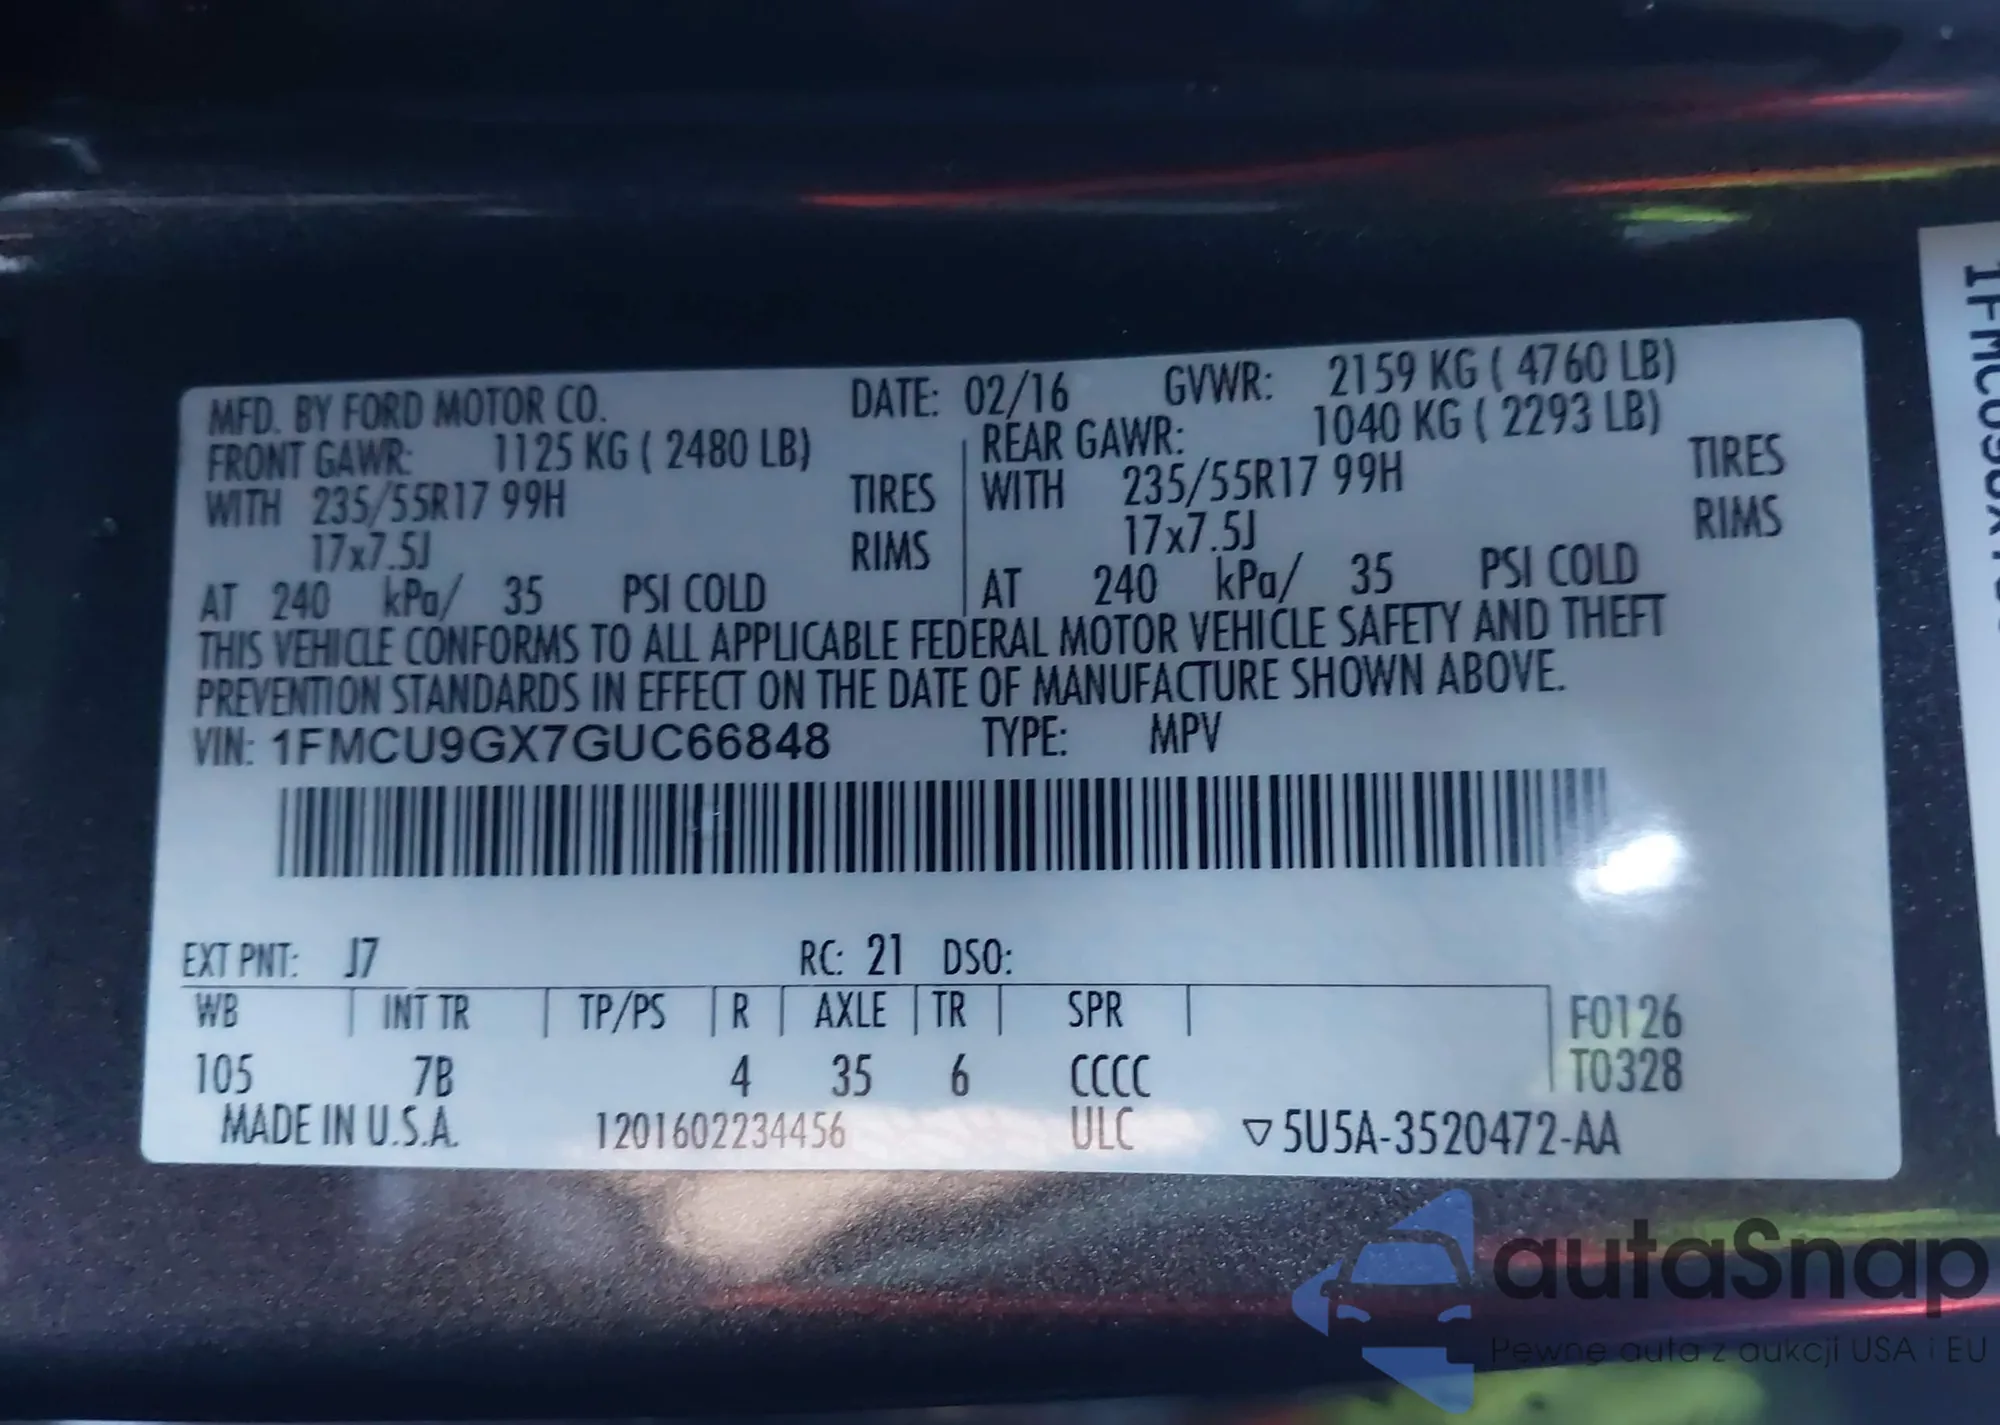 MFD. BY FORD MOTOR CO. DATE: 02/16 GVWR: 2159 KG ( 4760 LB)
FRONT GAWR: 1125 KG ( 2480 LB) REAR GAWR: 1040 KG ( 2293 LB)
WITH 235/55R17 99H TIRES WITH 235/55R17 99H TIRES
17x7.5J RIMS 17x7.5J RIMS
AT 240 kPa/ 35 PSI COLD AT 240 kPa/ 35 PSI COLD
THIS VEHICLE CONFORMS TO ALL APPLICABLE FEDERAL MOTOR VEHICLE SAFETY AND THEFT
PREVENTION STANDARDS IN EFFECT ON THE DATE OF MANUFACTURE SHOWN ABOVE.
VIN: 1FMCU9GX7GUC66848 TYPE: MPV
EXT PNT: J7 RC: 21 DSO:
WB INT TR TP/PS R AXLE TR SPR F0126
105 7B 4 35 6 CCCC T0328
MADE IN U.S.A. 1201602234456 ULC ▽5U5A-3520472-AA
autaSnap
Pewne auta z aukcji USA i EU